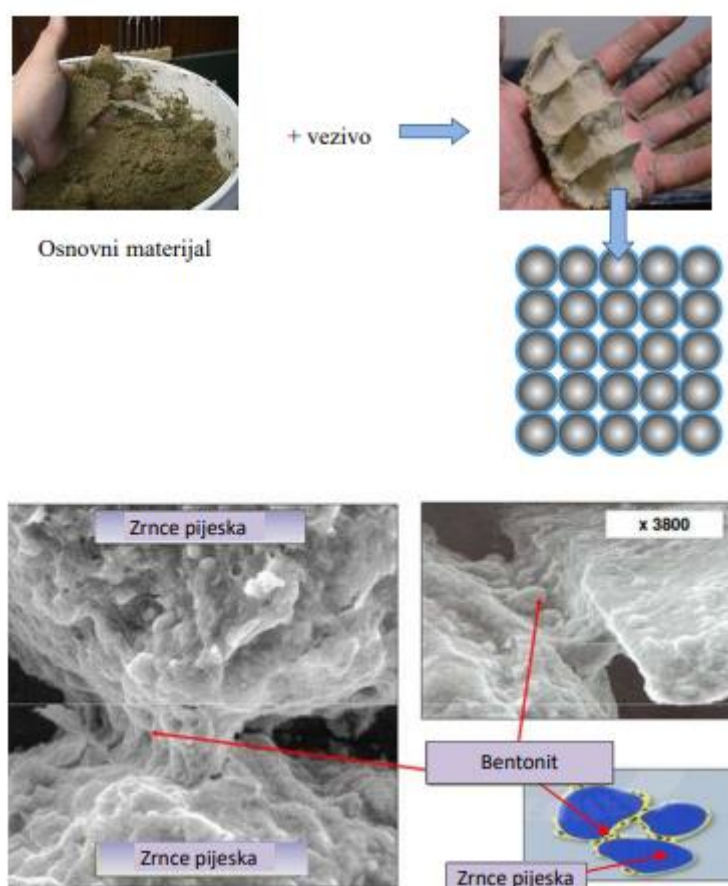 + vezivo
Osnovni materijal
Zrnce pijeska
x 3800
Bentonit
Zrnce pijeska
Zrnce pijeska